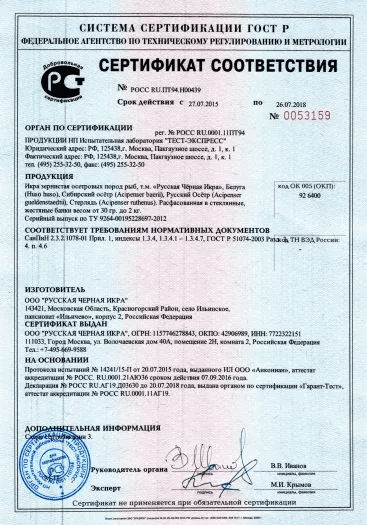 СИСТЕМА СЕРТИФИКАЦИИ ГОСТ Р
ФЕДЕРАЛЬНОЕ АГЕНТСТВО ПО ТЕХНИЧЕСКОМУ РЕГУЛИРОВАНИЮ И МЕТРОЛОГИИ
Добровольная
сертификация
СЕРТИФИКАТ СООТВЕТСТВИЯ
№ РОСС RU.ПТ94.Н00439
Срок действия с 27.07.2015 по 26.07.2018
№ 0053159
ОРГАН ПО СЕРТИФИКАЦИИ рег. № РОСС RU.0001.11ПТ94
ПРОДУКЦИИ НП Испытательная лаборатория "ТЕСТ-ЭКСПРЕСС"
Юридический адрес: РФ, 125438,г. Москва, Пакгаузное шоссе, д. 1, к. 1
Фактический адрес: РФ, 125438,г. Москва, Пакгаузное шоссе, д. 1, к. 1
тел. (495) 255-32-50, факс: (495) 255-32-50
ПРОДУКЦИЯ
Икра зернистая осетровых пород рыб, т.м. «Русская Чёрная Икра», Белуга
(Huso huso), Сибирский осётр (Acipenser baerii), Русский Осётр (Acipenser
gueldenstaedtii), Стерлядь (Acipenser ruthenus). Расфасованная в стеклянные,
жестяные банки весом от 30 гр. до 2 кг.
Серийный выпуск по ТУ 9264-00195228697-2012
код ОК 005 (ОКП):
92 6400
СООТВЕТСТВУЕТ ТРЕБОВАНИЯМ НОРМАТИВНЫХ ДОКУМЕНТОВ
СанПиН 2.3.2.1078-01 Прил. 1, индексы 1.3.4, 1.3.4.1 – 1.3.4.7, ГОСТ Р 51074-2003
4. п. 4.6
ТН ВЭД России:
ИЗГОТОВИТЕЛЬ
ООО "РУССКАЯ ЧЕРНАЯ ИКРА"
143421, Московская Область, Красногорский Район, село Ильинское,
пансионат «Ильичево», корпус 2, Российская Федерация
СЕРТИФИКАТ ВЫДАН
ООО "РУССКАЯ ЧЕРНАЯ ИКРА", ОГРН: 1157746278843, ОКПО: 42906989, ИНН: 7722322151
111033, Город Москва, ул. Волочаевская дом 40А, помещение 2Н, комната 2, Российская Федерация
Тел.: +7-495-669-9588
НА ОСНОВАНИИ
Протокола испытаний № 14241/15-П от 20.07.2015 года, выданного ИЛ ООО «Анкониан», аттестат
аккредитации № РОСС. RU.0001.21АЮ36 сроком действия 07.09.2016 года.
Декларация РОСС RU.АГ19.Д03630 до 20.07.2018 года, выдана органом по сертификации «Гарант-Тест»,
аттестат аккредитации № РОСС RU.0001.11АГ19.
ДОПОЛНИТЕЛЬНАЯ ИНФОРМАЦИЯ
Схема сертификации 3.
Руководитель органа
В.В. Иванов
инициалы, фамилия
Эксперт
М.И. Крымов
инициалы, фамилия
Сертификат не применяется при обязательной сертификации